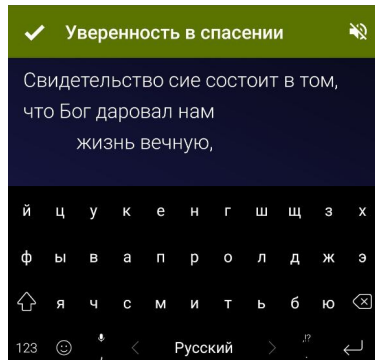 Уверенность в спасении
Свидетельство сие состоит в том,
что Бог даровал нам
жизнь вечную,
й ц у к е н г ш щ з х
ф ы в а п р о л д ж э
я ч с м и т ь б ю
123 , Русский .!?